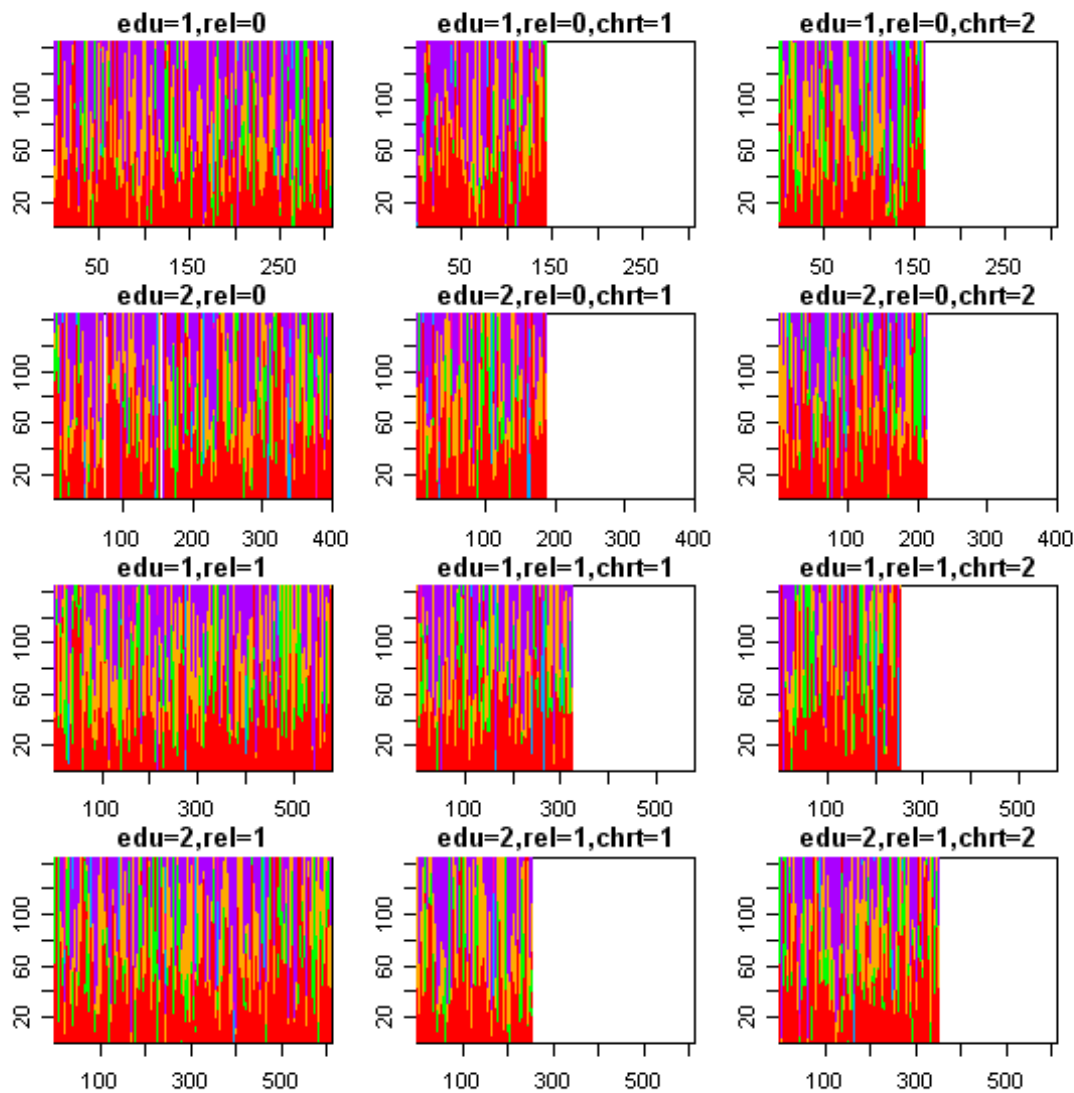 edu=1,rel=0 edu=1,rel=0,chrt=1 edu=1,rel=0,chrt=2
100 100 100
60 60 60
20 20 20
50 150 250 50 150 250 50 150 250
edu=2,rel=0 edu=2,rel=0,chrt=1 edu=2,rel=0,chrt=2
100 100 100
60 60 60
20 20 20
100 200 300 400 100 200 300 400 100 200 300 400
edu=1,rel=1 edu=1,rel=1,chrt=1 edu=1,rel=1,chrt=2
100 100 100
60 60 60
20 20 20
100 300 500 100 300 500 100 300 500
edu=2,rel=1 edu=2,rel=1,chrt=1 edu=2,rel=1,chrt=2
100 100 100
60 60 60
20 20 20
100 300 500 100 300 500 100 300 500